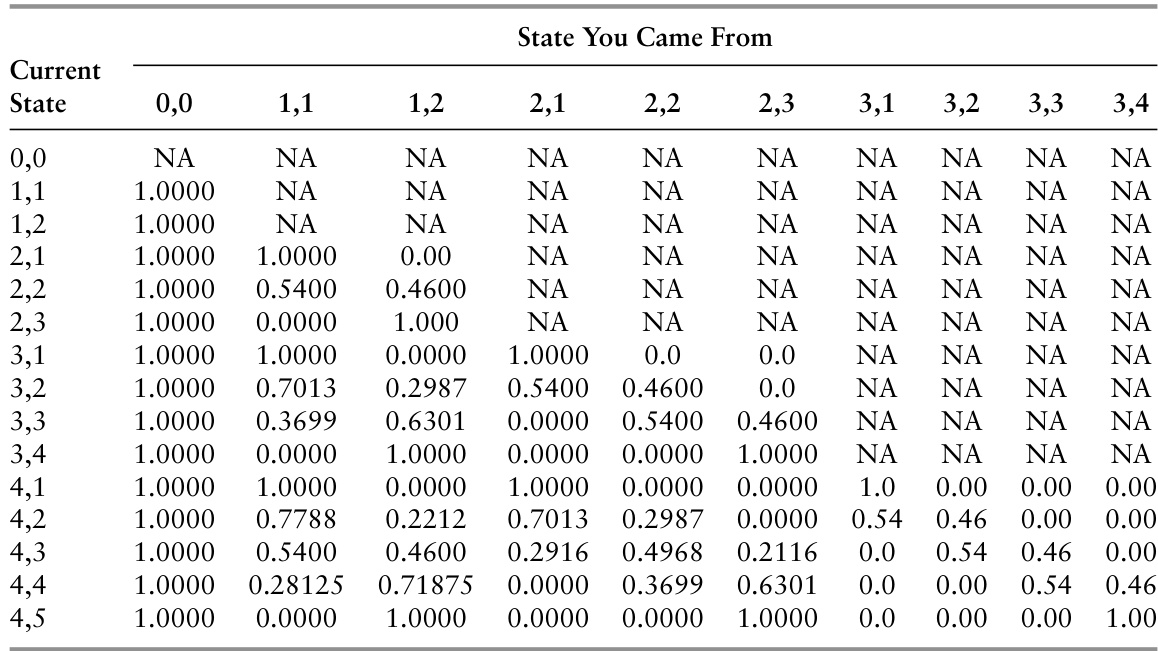 State You Came From
Current
State 0,0 1,1 1,2 2,1 2,2 2,3 3,1 3,2 3,3 3,4
0,0 NA NA NA NA NA NA NA NA NA NA
1,1 1.0000 NA NA NA NA NA NA NA NA NA
1,2 1.0000 NA NA NA NA NA NA NA NA NA
2,1 1.0000 1.0000 0.00 NA NA NA NA NA NA NA
2,2 1.0000 0.5400 0.4600 NA NA NA NA NA NA NA
2,3 1.0000 0.0000 1.000 NA NA NA NA NA NA NA
3,1 1.0000 1.0000 0.0000 1.0000 0.0 0.0 NA NA NA NA
3,2 1.0000 0.7013 0.2987 0.5400 0.4600 0.0 NA NA NA NA
3,3 1.0000 0.3699 0.6301 0.0000 0.5400 0.4600 NA NA NA NA
3,4 1.0000 0.0000 1.0000 0.0000 0.0000 1.0000 NA NA NA NA
4,1 1.0000 1.0000 0.0000 1.0000 0.0000 0.0000 1.0 0.00 0.00 0.00
4,2 1.0000 0.7788 0.2212 0.7013 0.2987 0.0000 0.54 0.46 0.00 0.00
4,3 1.0000 0.5400 0.4600 0.2916 0.4968 0.2116 0.0 0.54 0.46 0.00
4,4 1.0000 0.28125 0.71875 0.0000 0.3699 0.6301 0.0 0.00 0.54 0.46
4,5 1.0000 0.0000 1.0000 0.0000 0.0000 1.0000 0.0 0.00 0.00 1.00